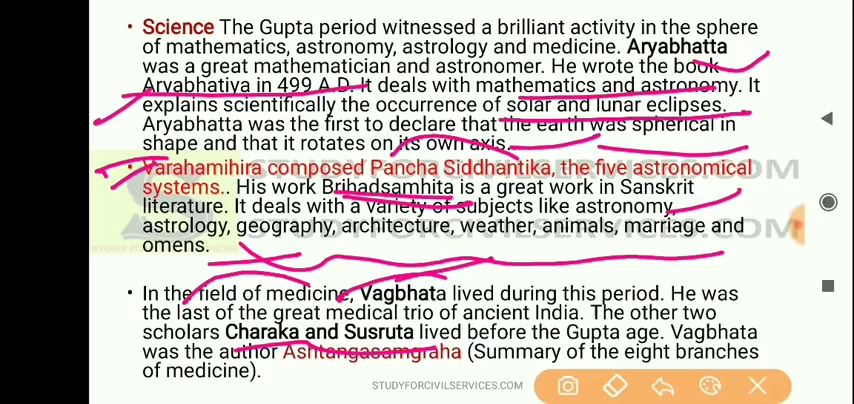 • Science The Gupta period witnessed a brilliant activity in the sphere
of mathematics, astronomy, astrology and medicine. Aryabhatta
was a great mathematician and astronomer. He wrote the book
Aryabhatiya in 499 A.D. It deals with mathematics and astronomy. It
explains scientifically the occurrence of solar and lunar eclipses.
Aryabhatta was the first to declare that the earth was spherical in
shape and that it rotates on its own axis.
• Varahamihira composed Pancha Siddhantika, the five astronomical
systems.. His work Brihadsamhita is a great work in Sanskrit
literature. It deals with a variety of subjects like astronomy,
astrology, geography, architecture, weather, animals, marriage and
omens.
• In the field of medicine, Vagbhata lived during this period. He was
the last of the great medical trio of ancient India. The other two
scholars Charaka and Susruta lived before the Gupta age. Vagbhata
was the author Ashtangasamgraha (Summary of the eight branches
of medicine).
STUDYFORCIVILSERVICES.COM